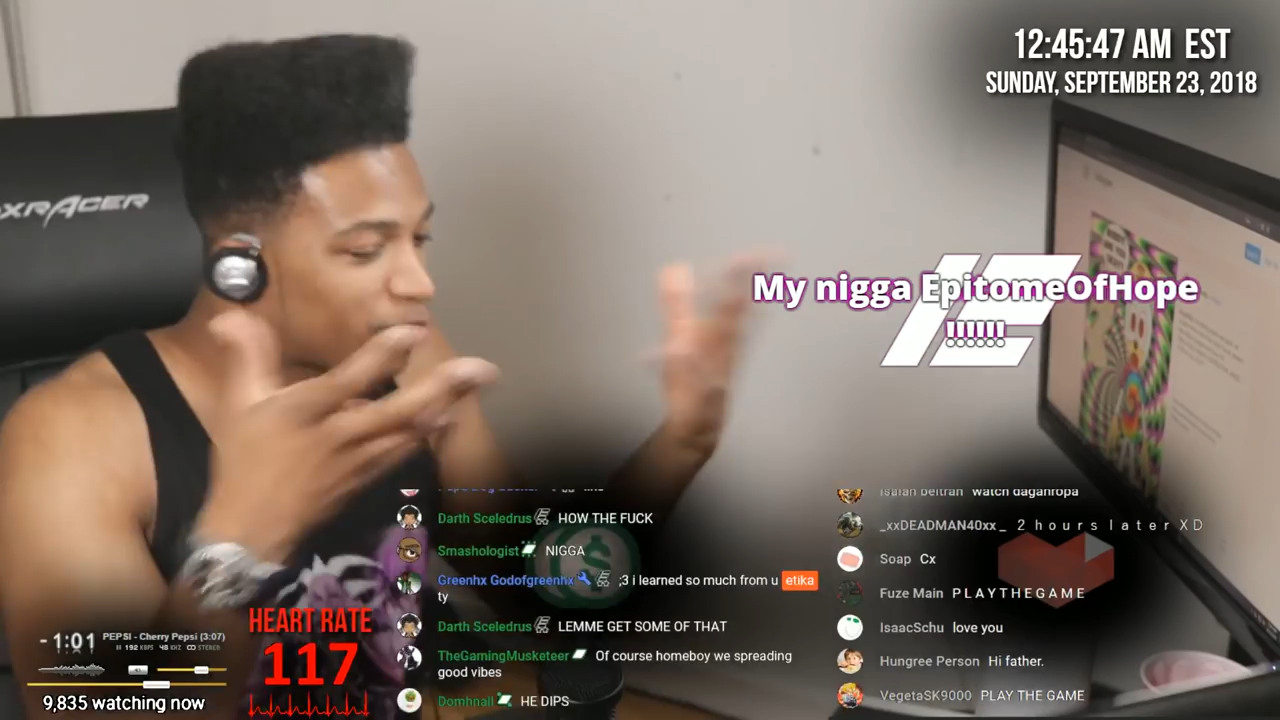 12:45:47 AM EST
SUNDAY, SEPTEMBER 23, 2018
XRACER
My nigga EpitomeOfHope
!!!!!!
Darth Sceledrus HOW THE FUCK
Smashologist NIGGA
Greenhx Godofgreenhx ;3 i learned so much from u etika
ty
Darth Sceledrus LEMME GET SOME OF THAT
TheGamingMusketeer Of course homeboy we spreading
good vibes
Domhnall HE DIPS
Isaiah beltran watch daganropa
_xxDEADMAN40xx_ 2 hours later XD
Soap Cx
Fuze Main P L A Y T H E G A M E
IsaacSchu love you
Hungree Person Hi father.
VegetaSK9000 PLAY THE GAME
HEART RATE
117
-1:01 PEPSI - Cherry Pepsi (3:07)
192 KBPS 48 KHZ STEREO
9,835 watching now